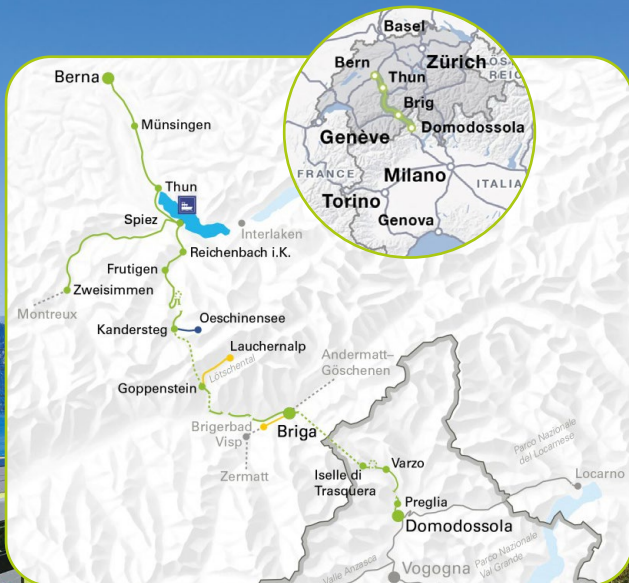 Basel
Bern
Zürich
ÖS
REIC
Thun
Brig
Domodossola
Genève
FRANCE
Milano
ITALIA
Torino
Genova
Berna
Münsingen
Thun
Spiez
Interlaken
Reichenbach i.K.
Frutigen
Zweisimmen
Montreux
Kandersteg
Oeschinensee
Lauchernalp
Lötschental
Goppenstein
Andermatt–
Göschenen
Brigerbad
Visp
Briga
Zermatt
Iselle di
Trasquera
Varzo
Preglia
Domodossola
Parco Nazionale
del Locarnese
Locarno
Parco Nazionale
Val Grande
Valle Anzasca
Vogogna